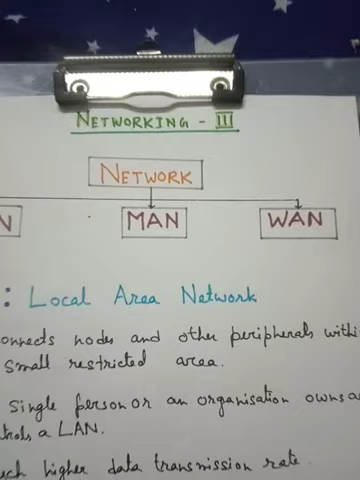 NETWORKING - III
NETWORK
N MAN WAN
: Local Area Network
onnects nodes and other peripherals withi
small restricted area.
single person or an organisation owns a
trols a LAN.
uch higher data transmission rate.